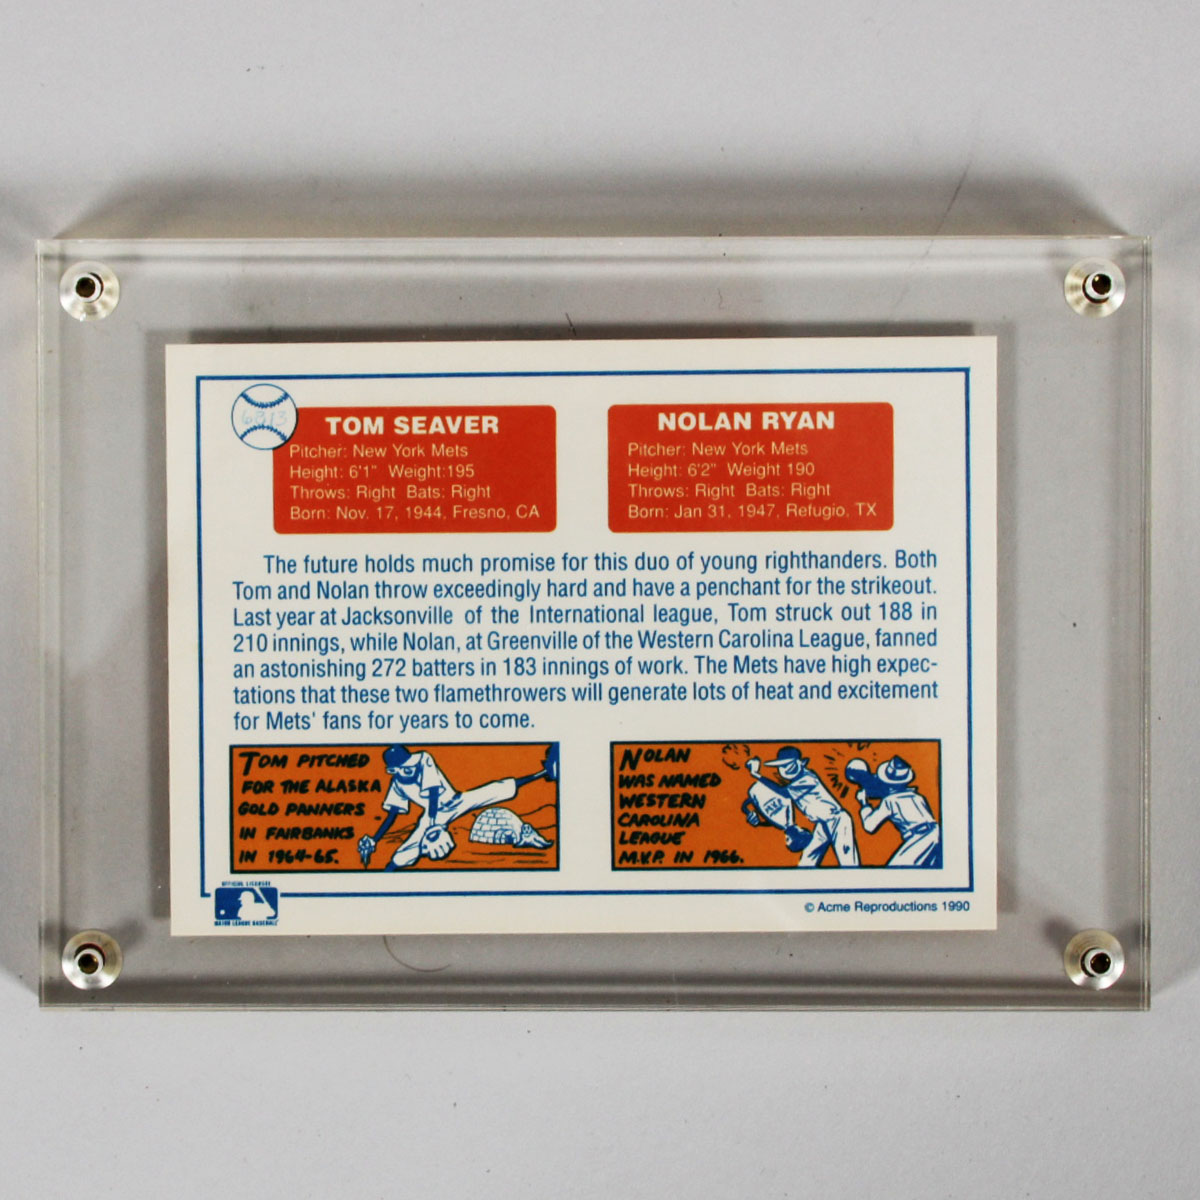 6313
TOM SEAVER
Pitcher: New York Mets
Height: 6'1" Weight:195
Throws: Right Bats: Right
Born: Nov. 17, 1944, Fresno, CA
NOLAN RYAN
Pitcher: New York Mets
Height: 6'2" Weight 190
Throws: Right Bats: Right
Born: Jan 31, 1947, Refugio, TX
The future holds much promise for this duo of young righthanders. Both
Tom and Nolan throw exceedingly hard and have a penchant for the strikeout.
Last year at Jacksonville of the International league, Tom struck out 188 in
210 innings, while Nolan, at Greenville of the Western Carolina League, fanned
an astonishing 272 batters in 183 innings of work. The Mets have high expec-
tations that these two flamethrowers will generate lots of heat and excitement
for Mets' fans for years to come.
TOM PITCHED
FOR THE ALASKA
GOLD PANNERS
IN FAIRBANKS
IN 1964-65.
NOLAN
WAS NAMED
WESTERN
CAROLINA
LEAGUE
M.V.P. IN 1966.
OFFICIAL LICENSEE
MAJOR LEAGUE BASEBALL
© Acme Reproductions 1990